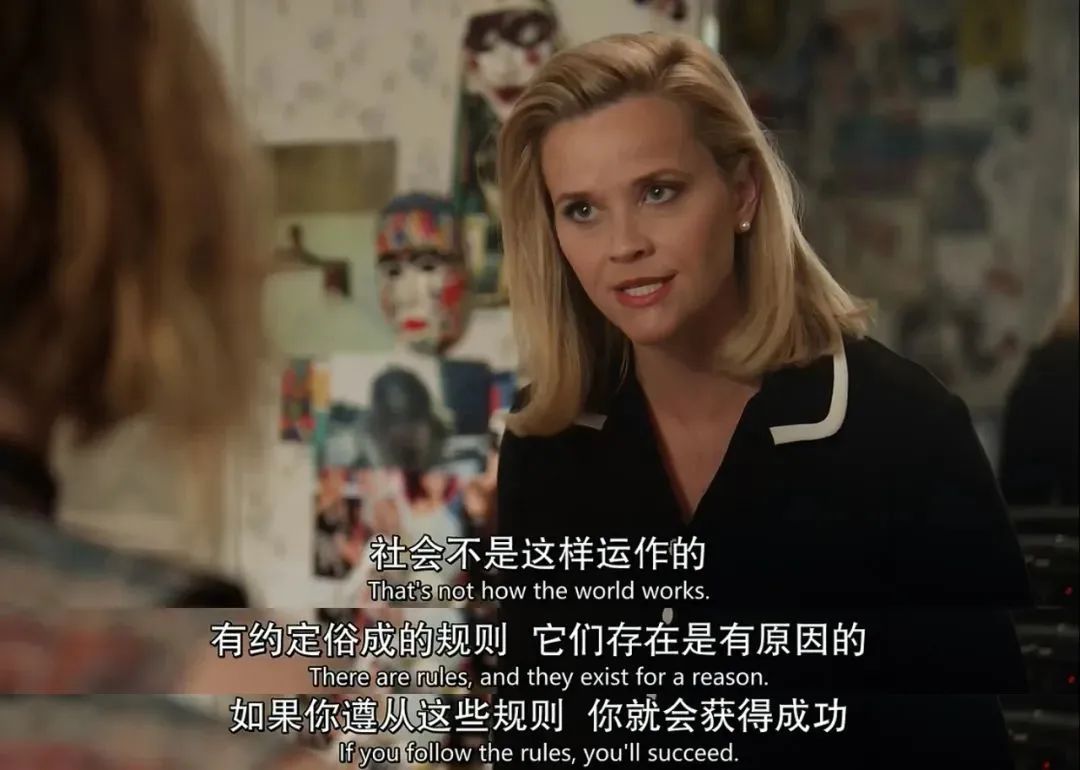 社会不是这样运作的
That's not how the world works.
有约定俗成的规则 它们存在是有原因的
There are rules, and they exist for a reason.
如果你遵从这些规则 你就会获得成功
If you follow the rules, you'll succeed.